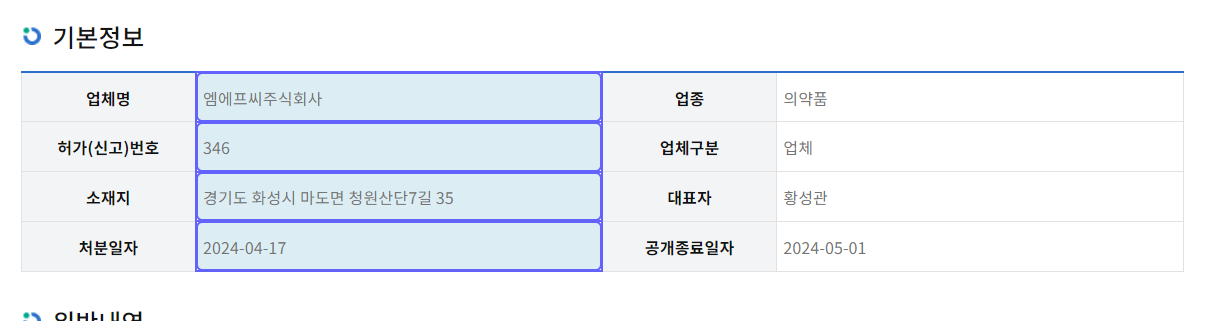 기본정보
업체명 엠에프씨주식회사 업종 의약품
허가(신고)번호 346 업체구분 업체
소재지 경기도 화성시 마도면 청원산단7길 35 대표자 황성관
처분일자 2024-04-17 공개종료일자 2024-05-01